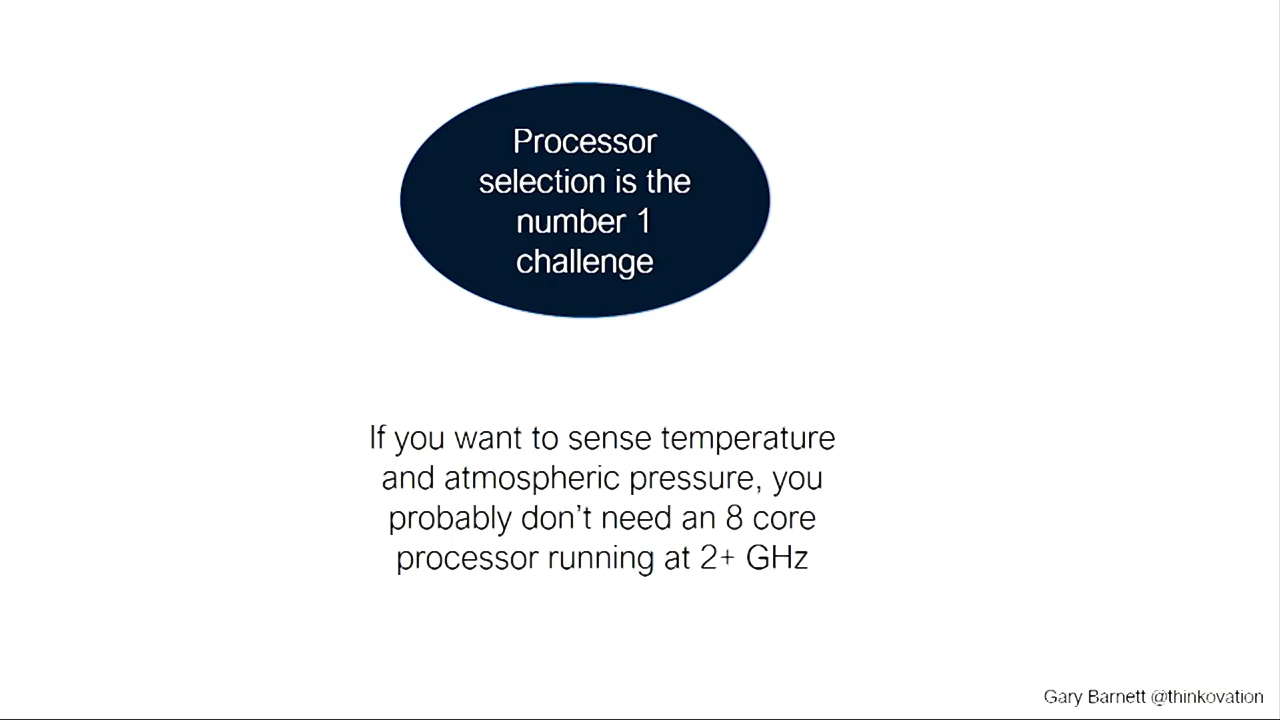 Processor
selection is the
number 1
challenge
If you want to sense temperature
and atmospheric pressure, you
probably don't need an 8 core
processor running at 2+ GHz
Gary Barnett @thinkovation